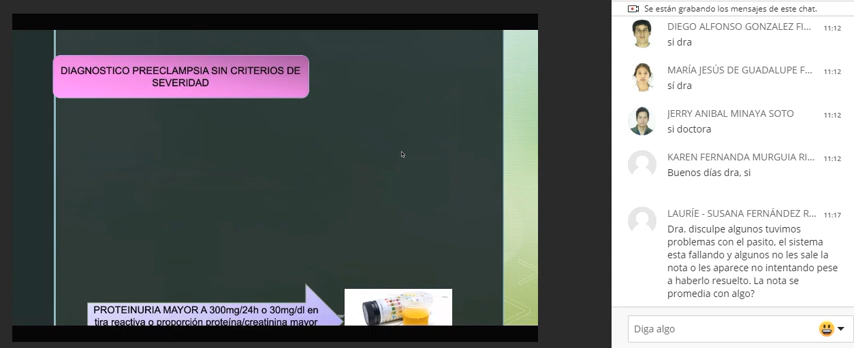 DIAGNOSTICO PREECLAMPSIA SIN CRITERIOS DE
SEVERIDAD
PROTEINURIA MAYOR A 300mg/24h o 30mg/dl en
tira reactiva o proporción proteína/creatinina mayor
Se están grabando los mensajes de este chat.
DIEGO ALFONSO GONZALEZ FI... 11:12
si dra
MARÍA JESÚS DE GUADALUPE F... 11:12
sí dra
JERRY ANIBAL MINAYA SOTO 11:12
si doctora
KAREN FERNANDA MURGUIA RI... 11:12
Buenos días dra, si
LAURÍE - SUSANA FERNÁNDEZ R... 11:17
Dra. disculpe algunos tuvimos
problemas con el pasito, el sistema
esta fallando y algunos no les sale la
nota o les aparece no intentando pese
a haberlo resuelto. La nota se
promedia con algo?
Diga algo